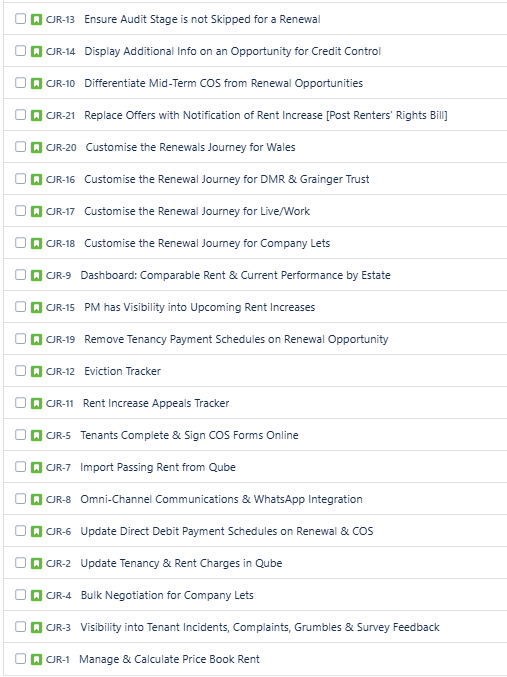 CJR-13 Ensure Audit Stage is not Skipped for a Renewal
CJR-14 Display Additional Info on an Opportunity for Credit Control
CJR-10 Differentiate Mid-Term COS from Renewal Opportunities
CJR-21 Replace Offers with Notification of Rent Increase [Post Renters' Rights Bill]
CJR-20 Customise the Renewals Journey for Wales
CJR-16 Customise the Renewal Journey for DMR & Grainger Trust
CJR-17 Customise the Renewal Journey for Live/Work
CJR-18 Customise the Renewal Journey for Company Lets
CJR-9 Dashboard: Comparable Rent & Current Performance by Estate
CJR-15 PM has Visibility into Upcoming Rent Increases
CJR-19 Remove Tenancy Payment Schedules on Renewal Opportunity
CJR-12 Eviction Tracker
CJR-11 Rent Increase Appeals Tracker
CJR-5 Tenants Complete & Sign COS Forms Online
CJR-7 Import Passing Rent from Qube
CJR-8 Omni-Channel Communications & WhatsApp Integration
CJR-6 Update Direct Debit Payment Schedules on Renewal & COS
CJR-2 Update Tenancy & Rent Charges in Qube
CJR-4 Bulk Negotiation for Company Lets
CJR-3 Visibility into Tenant Incidents, Complaints, Grumbles & Survey Feedback
CJR-1 Manage & Calculate Price Book Rent